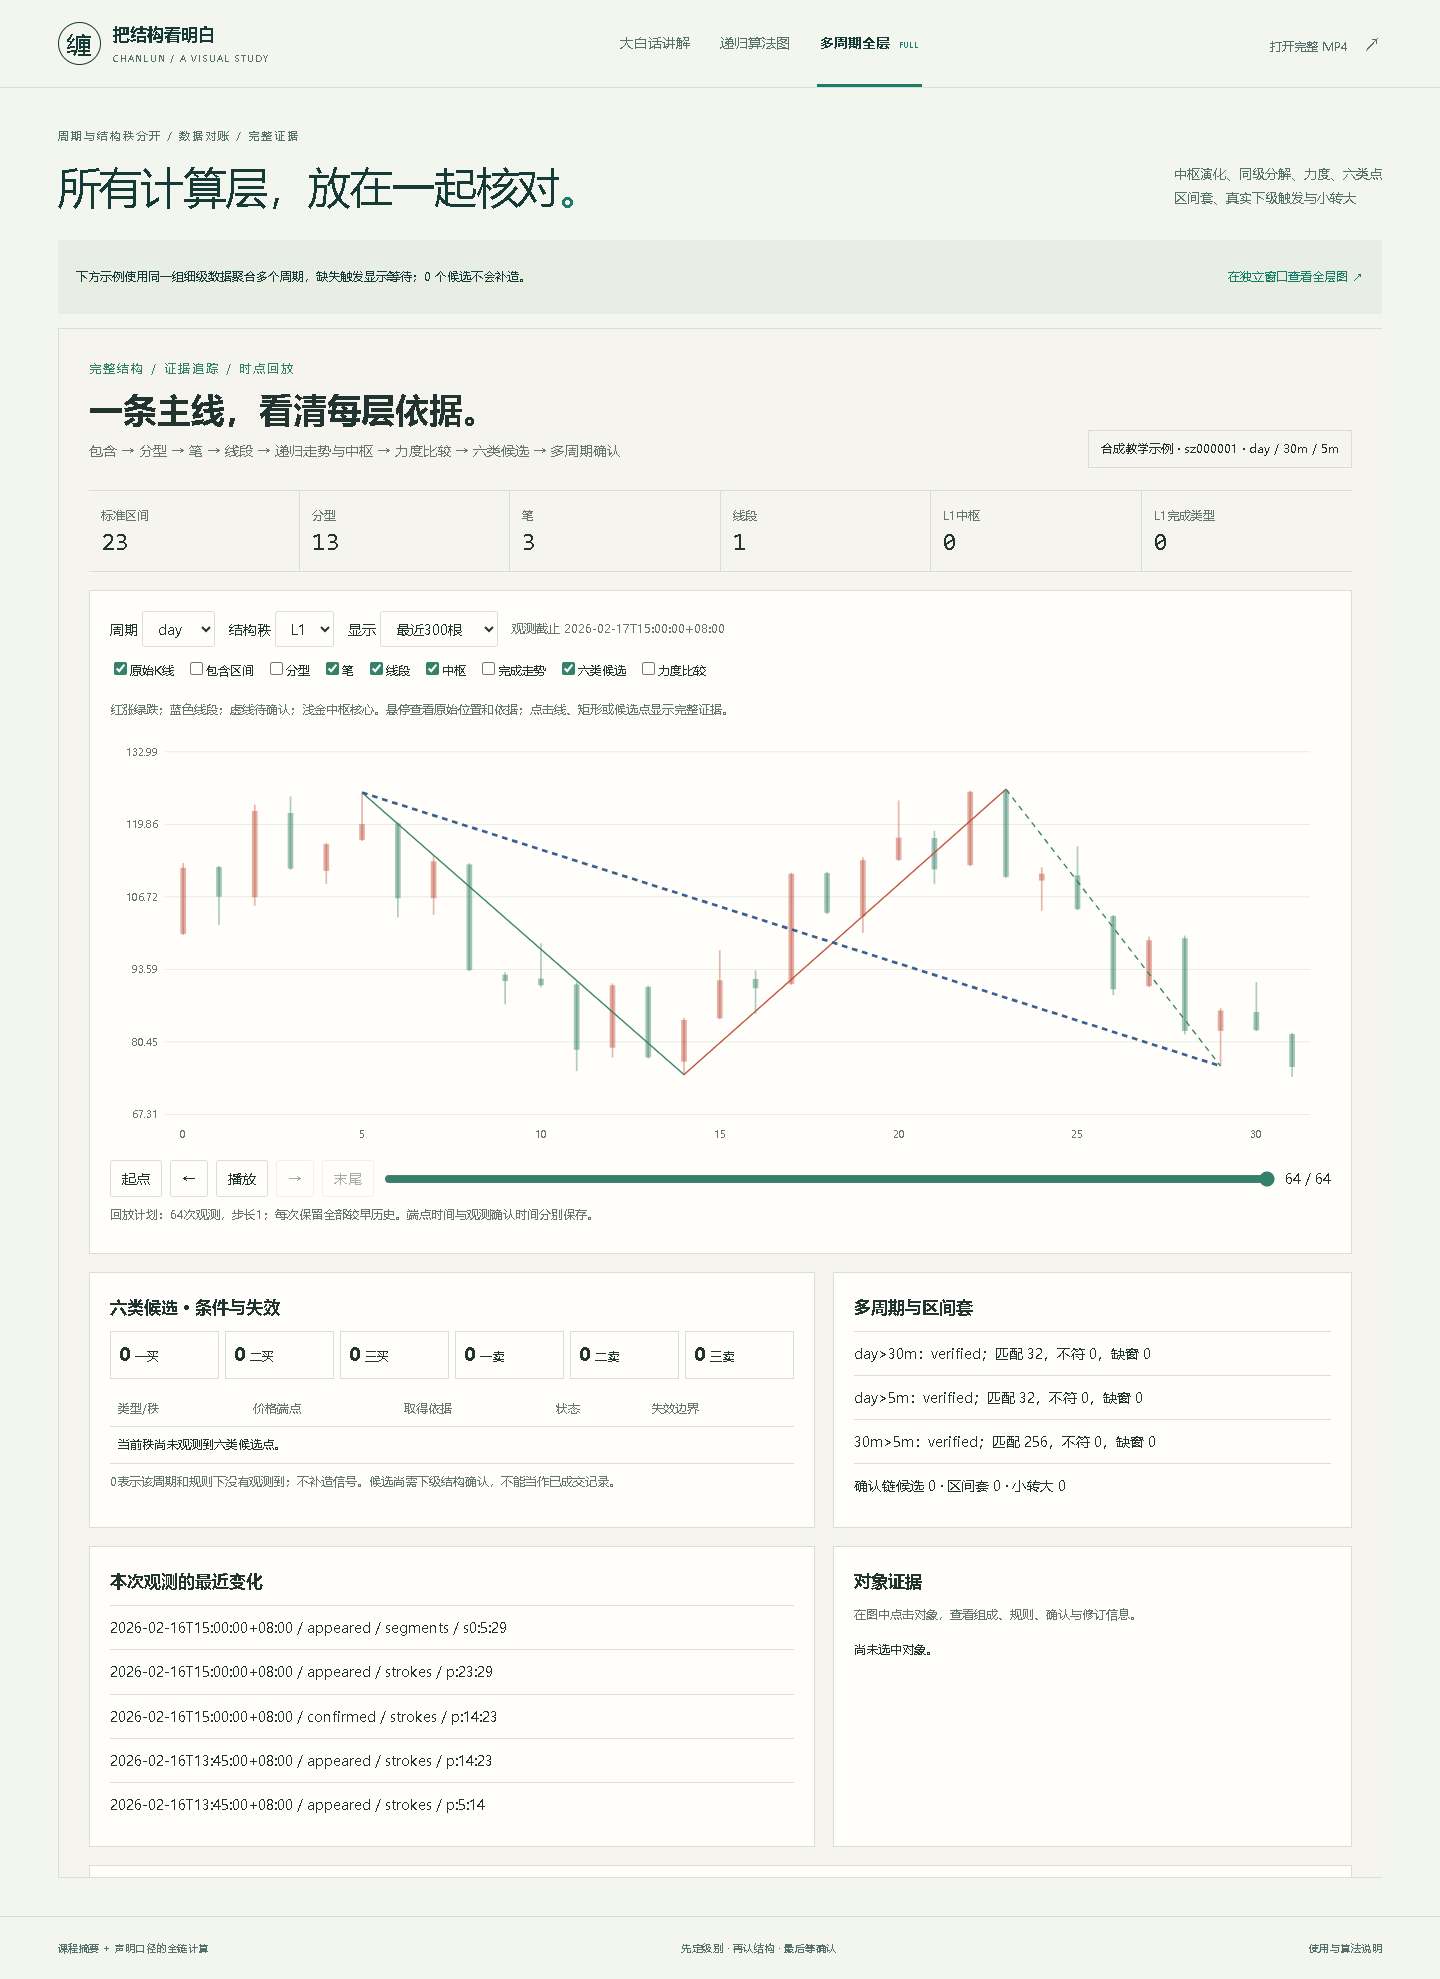 缠
把结构看明白
CHANLUN / A VISUAL STUDY
大白话讲解
递归算法图
多周期全层 FULL
打开完整 MP4 ↗
周期与结构秩分开 / 数据对账 / 完整证据
所有计算层，放在一起核对。
中枢演化、同级分解、力度、六类点
区间套、真实下级触发与小转大
下方示例使用同一组细级数据聚合多个周期，缺失触发显示等待；0 个候选不会补造。
在独立窗口查看全层图 ↗
完整结构 / 证据追踪 / 时点回放
一条主线，看清每层依据。
包含 → 分型 → 笔 → 线段 → 递归走势与中枢 → 力度比较 → 六类候选 → 多周期确认
合成教学示例 · sz000001 · day / 30m / 5m
标准区间
23
分型
13
笔
3
线段
1
L1中枢
0
L1完成类型
0
周期 day 结构秩 L1 显示 最近300根 观测截止 2026-02-17T15:00:00+08:00
原始K线 包含区间 分型 笔 线段 中枢 完成走势 六类候选 力度比较
红涨绿跌；蓝色线段；虚线待确认；浅金中枢核心。悬停查看原始位置和依据；点击线、矩形或候选点显示完整证据。
132.99
119.86
106.72
93.59
80.45
67.31
0 5 10 15 20 25 30
起点 ← 播放 → 末尾 64 / 64
回放计划：64次观测，步长1；每次保留全部较早历史。端点时间与观测确认时间分别保存。
六类候选 · 条件与失效
0 一买 0 二买 0 三买 0 一卖 0 二卖 0 三卖
类型/秩 价格端点 取得依据 状态 失效边界
当前秩尚未观测到六类候选点。
0表示该周期和规则下没有观测到；不补造信号。候选尚需下级结构确认，不能当作已成交记录。
多周期与区间套
day>30m：verified；匹配 32，不符 0，缺窗 0
day>5m：verified；匹配 32，不符 0，缺窗 0
30m>5m：verified；匹配 256，不符 0，缺窗 0
确认链候选 0 · 区间套 0 · 小转大 0
本次观测的最近变化
2026-02-16T15:00:00+08:00 / appeared / segments / s0:5:29
2026-02-16T15:00:00+08:00 / appeared / strokes / p:23:29
2026-02-16T15:00:00+08:00 / confirmed / strokes / p:14:23
2026-02-16T13:45:00+08:00 / appeared / strokes / p:14:23
2026-02-16T13:45:00+08:00 / appeared / strokes / p:5:14
对象证据
在图中点击对象，查看组成、规则、确认与修订信息。
尚未选中对象。
课程摘要 + 声明口径的全链计算
先定级别 · 再认结构 · 最后等确认
使用与算法说明